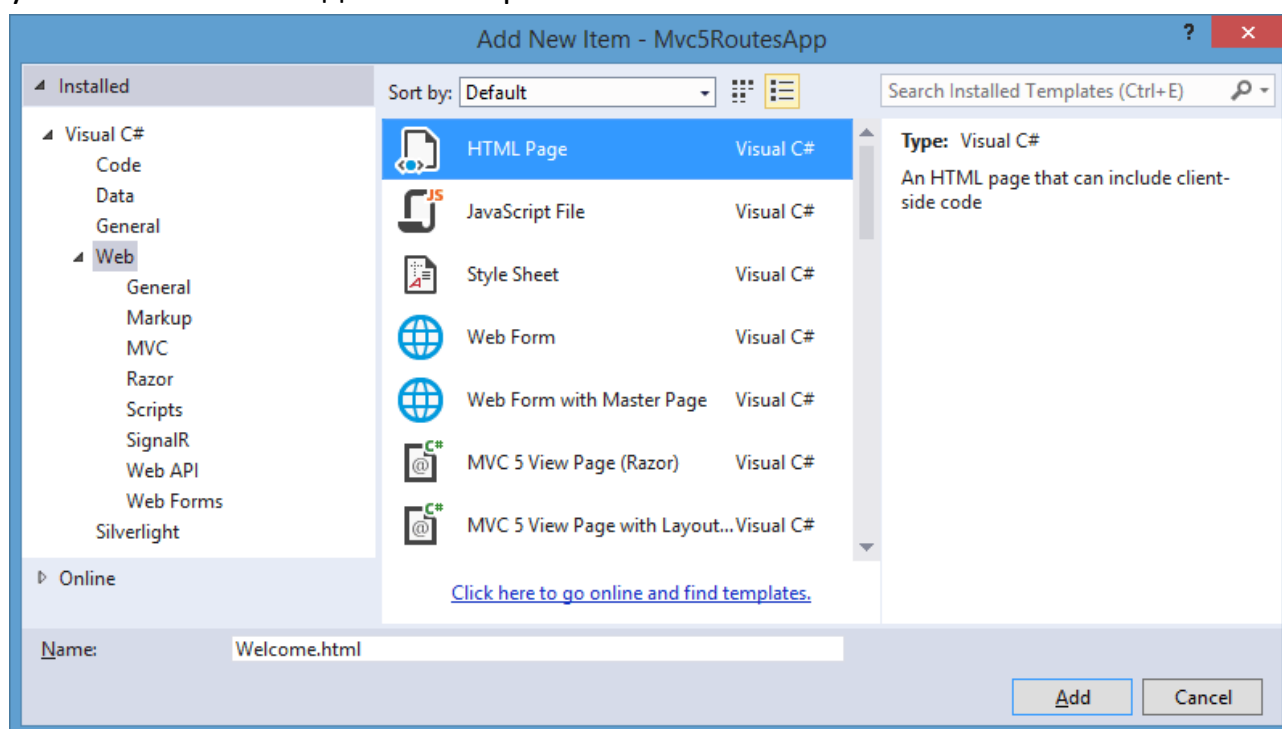 Add New Item - Mvc5RoutesApp
?
×
Installed
Visual C#
Code
Data
General
Web
General
Markup
MVC
Razor
Scripts
SignalR
Web API
Web Forms
Silverlight
Online
Sort by: Default
HTML Page Visual C#
JavaScript File Visual C#
Style Sheet Visual C#
Web Form Visual C#
Web Form with Master Page Visual C#
MVC 5 View Page (Razor) Visual C#
MVC 5 View Page with Layout... Visual C#
Click here to go online and find templates.
Search Installed Templates (Ctrl+E)
Type: Visual C#
An HTML page that can include client-
side code
Name: Welcome.html
Add Cancel